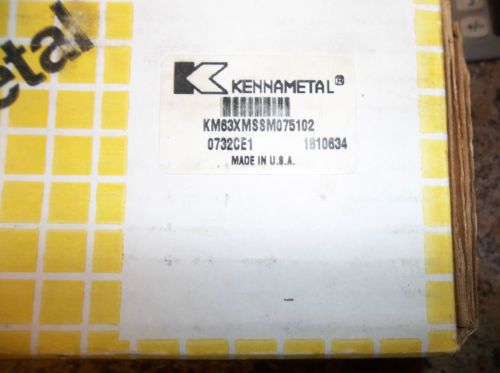 etal
KENNAMETAL®
KM63XMSSM075102
0732CE1 1810634
MADE IN U.S.A.